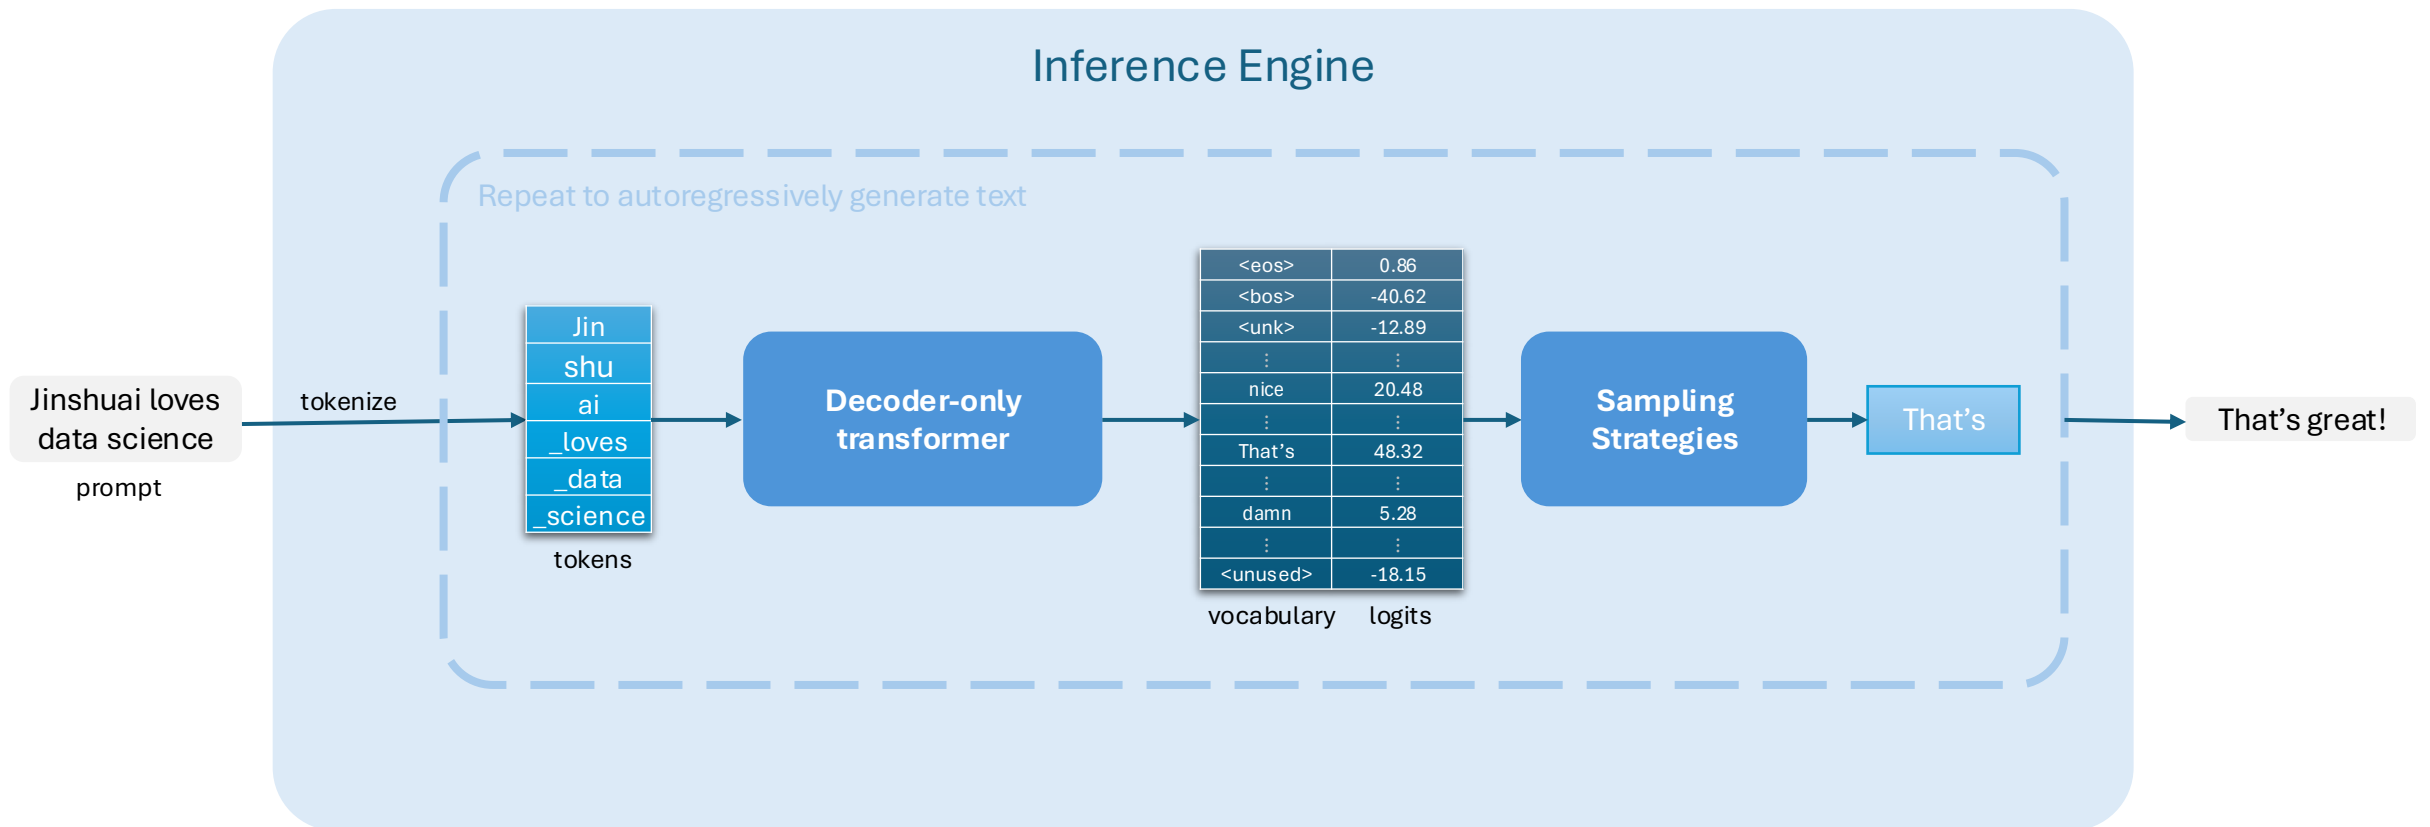 Inference Engine
Repeat to autoregressively generate text
Jinshuai loves
data science
prompt
tokenize
Jin
shu
ai
_loves
_data
_science
tokens
Decoder-only
transformer
<eos> 0.86
<bos> -40.62
<unk> -12.89
⋮ ⋮
nice 20.48
⋮ ⋮
That’s 48.32
⋮ ⋮
damn 5.28
⋮ ⋮
<unused> -18.15
vocabulary logits
Sampling
Strategies
That’s
That’s great!